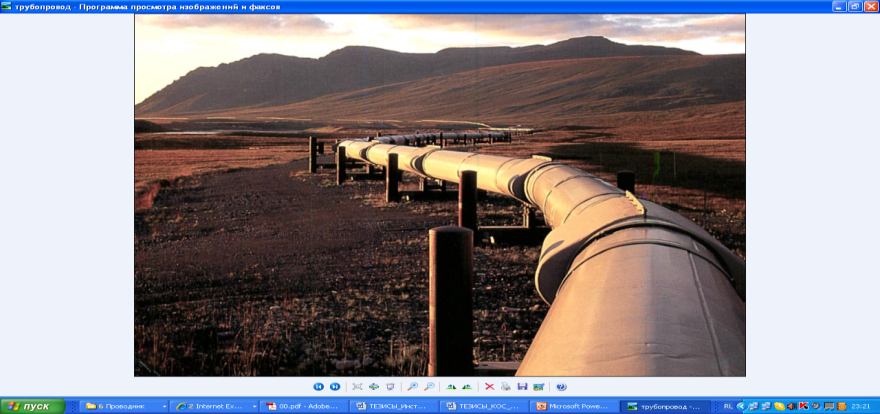 трубопровод - Программа просмотра изображений и факсов
пуск
6 Проводник
2 Internet Ex...
00.pdf - Adobe...
ТЕЗИСЫ_Инст...
ТЕЗИСЫ_КОС_...
Microsoft Powe...
трубопровод -...
RL
23:21